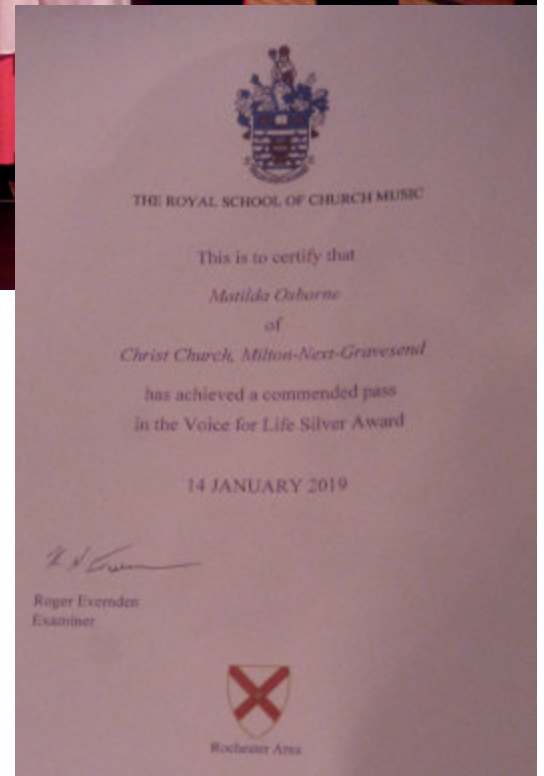 THE ROYAL SCHOOL OF CHURCH MUSIC
This is to certify that
Matilda Osborne
of
Christ Church, Milton-Next-Gravesend
has achieved a commended pass
in the Voice for Life Silver Award
14 JANUARY 2019
Roger Evernden
Examiner
Rochester Area